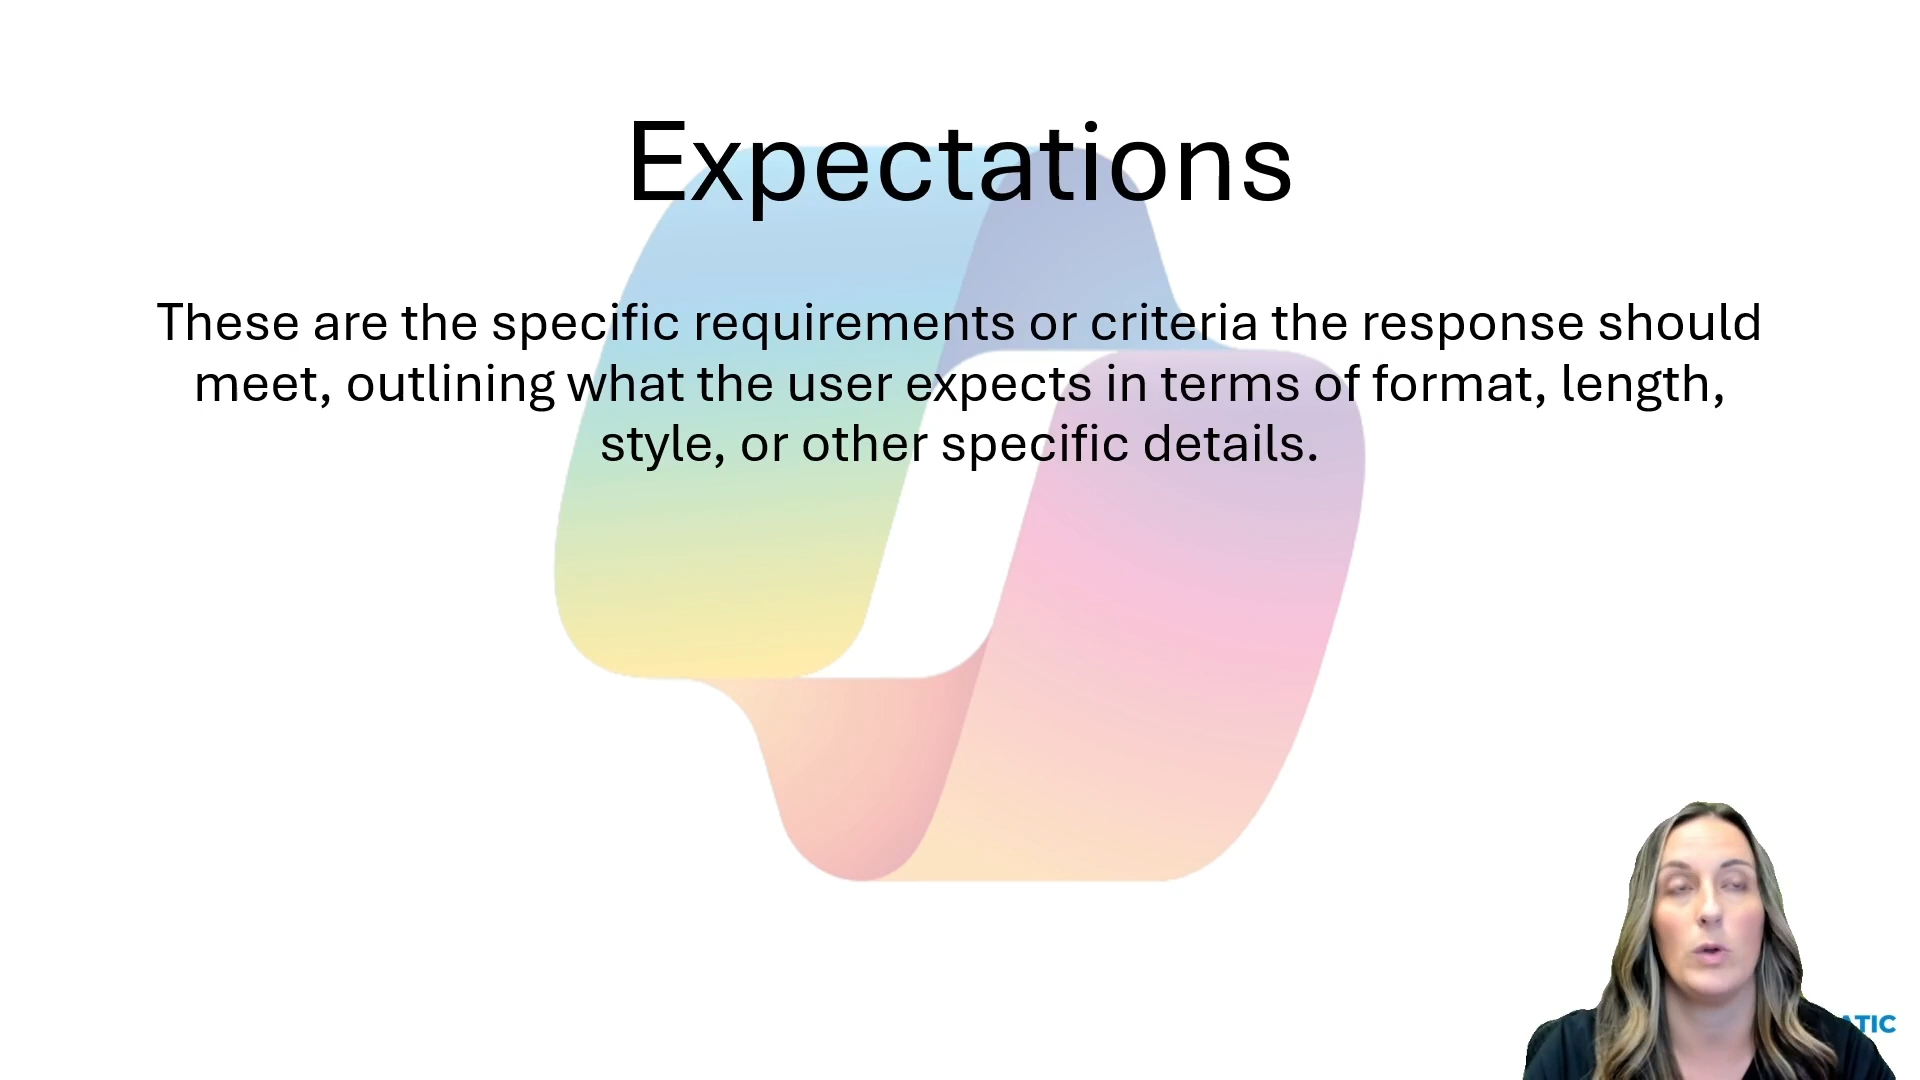 Expectations
These are the specific requirements or criteria the response should
meet, outlining what the user expects in terms of format, length,
style, or other specific details.